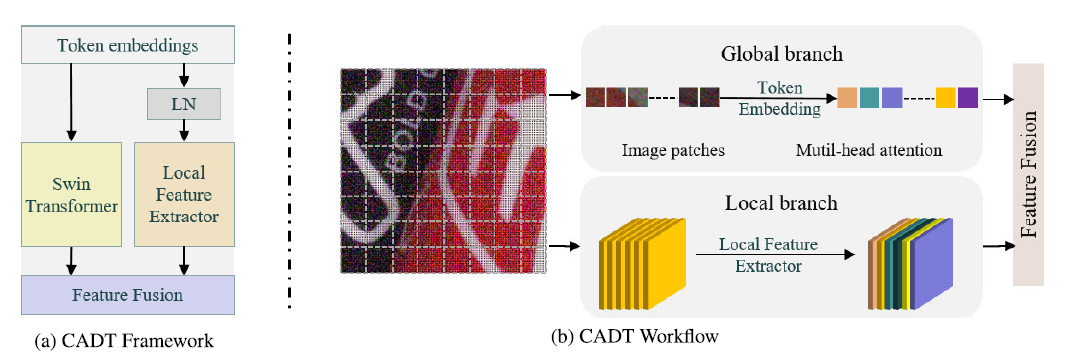 Token embeddings
LN
Swin
Transformer
Local
Feature
Extractor
Feature Fusion
(a) CADT Framework
BOLD
Global branch
Token
Embedding
Image patches
Mutil-head attention
Local branch
Local Feature
Extractor
Feature Fusion
(b) CADT Workflow